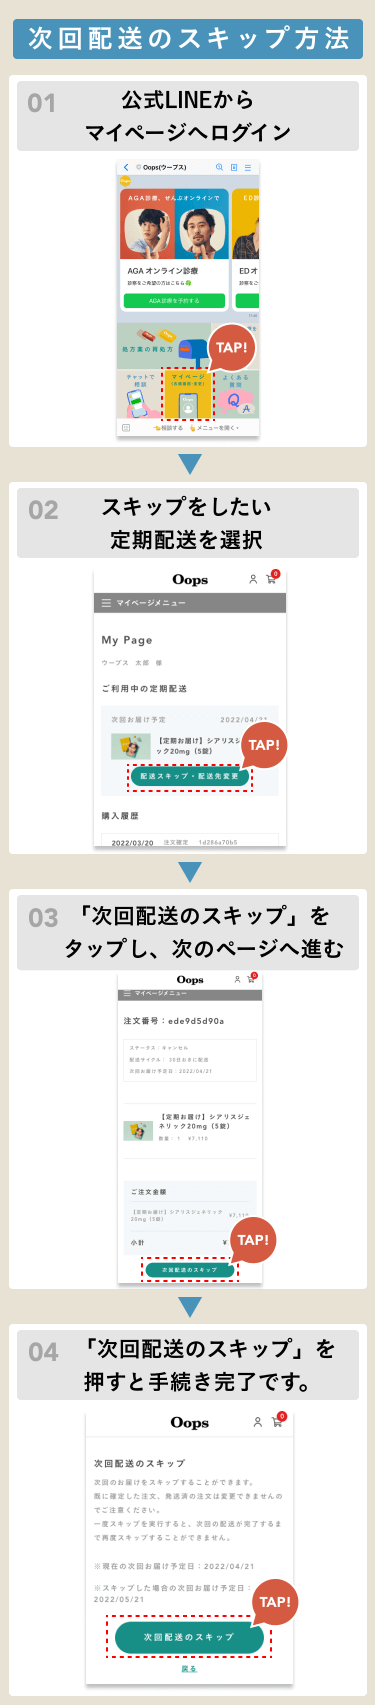 次回配送のスキップ方法
01
公式LINEから
マイページへログイン
Oops(ウープス)
AGA診療、ぜんぶオンラインで
AGA オンライン診療
診察をご希望の方はこちら
AGA診療を予約する
処方薬の再処方
TAP!
チャットで
相談
マイページ
よくある
質問
Q
A
相談する
メニューを開く
02
スキップをしたい
定期配送を選択
Oops
0
マイページメニュー
My Page
ウープス 太郎 様
ご利用中の定期配送
次回お届け予定 2022/04/21
【定期お届け】シアリスジ
ック20mg（5錠）
TAP!
配送スキップ・配送先変更
購入履歴
2022/03/20 注文確定 1d286a70b5
03
「次回配送のスキップ」を
タップし、次のページへ進む
Oops
0
マイページメニュー
注文番号：ede9d5d90a
ステータス：キャンセル
配送サイクル： 30日おきに配送
次回お届け予定日：2022/04/21
【定期お届け】シアリスジェ
ネリック20mg（5錠）
数量： 1 ¥7,110
ご注文金額
【定期お届け】シアリスジェネリック
20mg（5錠）
¥7,110
小計 ¥
TAP!
次回配送のスキップ
04
「次回配送のスキップ」を
押すと手続き完了です。
Oops
0
次回配送のスキップ
次回のお届けをスキップすることができます。
既に確定した注文、発送済の注文は変更できませんの
でご注意ください。
一度スキップを実行すると、次回の配送が完了するま
で再度スキップすることができません。
※現在の次回お届け予定日：2022/04/21
※スキップした場合の次回お届け予定日：
2022/05/21
TAP!
次回配送のスキップ
戻る